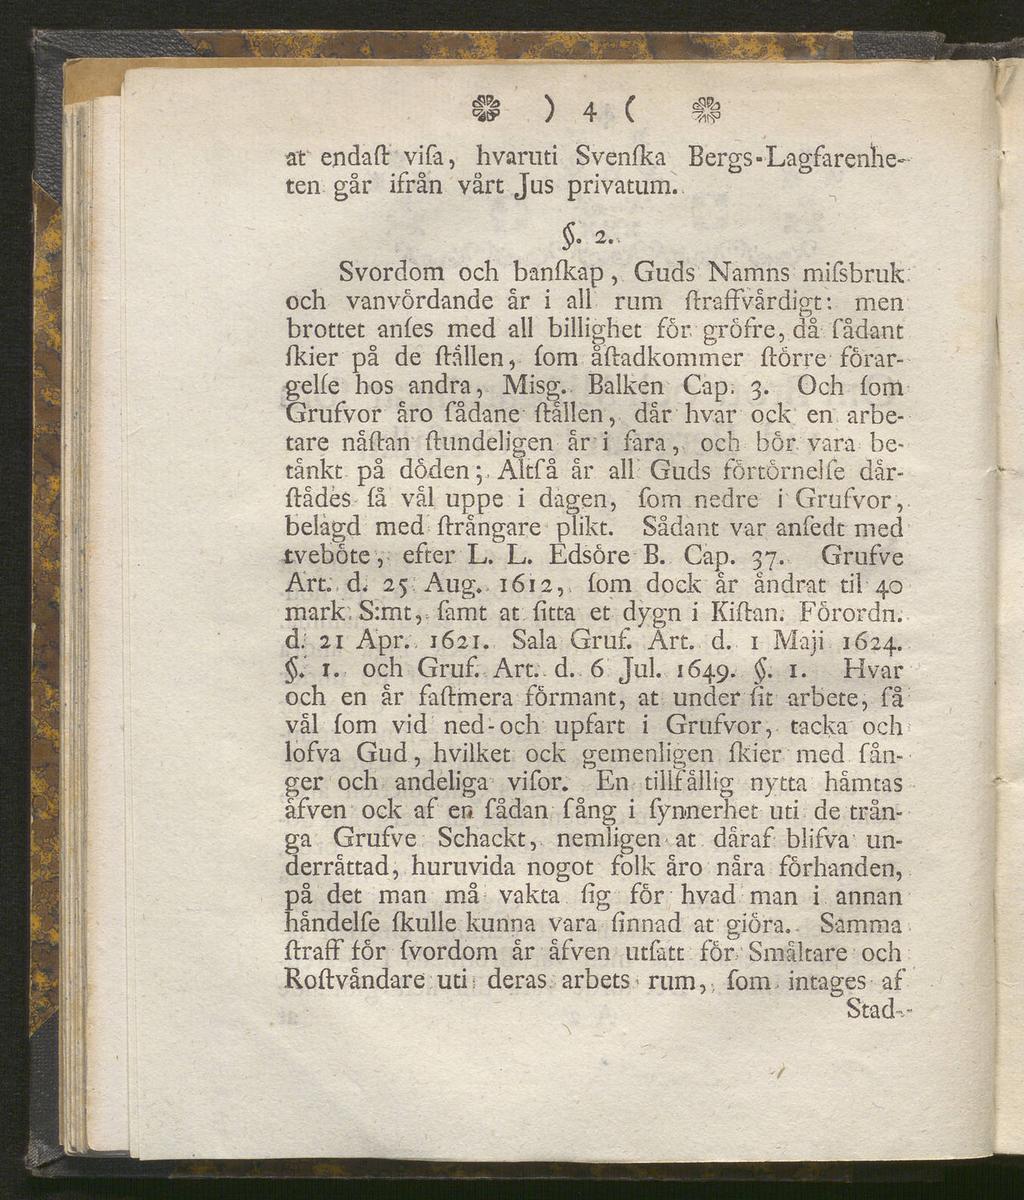 ❀ ) 4 ( ❀
at endaſt viſa, hvaruti Svenſka Bergs-Lagfarenhe-
ten går ifrån vårt Jus privatum.
§. 2.
Svordom och banſkap, Guds Namns miſsbruk
och vanvördande år i all rum ſtraffvårdigt: men
brottet anſes med all billighet för gröfre, då ſådant
ſkier på de ſtållen, ſom åſtadkommer ſtörre förar-
gelſe hos andra, Misg. Balken Cap. 3. Och ſom
Grufvor åro ſådane ſtållen, dår hvar ock en arbe-
tare nåſtan ſtundeligen år i fara, och bör vara be-
tånkt på döden; Altſå år all Guds förtörnelſe dår-
ſtådes ſå vål uppe i dagen, ſom nedre i Grufvor,
belagd med ſtrångare plikt. Sådant var anſedt med
tveböte, efter L. L. Edsöre B. Cap. 37. Grufve
Art. d. 25 Aug. 1612, ſom dock år åndrat til 40
mark S:mt, ſamt at ſitta et dygn i Kiſtan. Förordn.
d. 21 Apr. 1621. Sala Gruf. Art. d. 1 Maji 1624.
§. 1. och Gruf. Art. d. 6 Jul. 1649. §. 1. Hvar
och en år faſtmera förmant, at under ſit arbete, ſå
vål ſom vid ned-och upfart i Grufvor, tacka och
lofva Gud, hvilket ock gemenligen ſkier med ſån-
ger och andeliga viſor. En tillfållig nytta håmtas
åfven ock af en ſådan ſång i ſynnerhet uti de trån-
ga Grufve Schackt, nemligen at dåraf blifva un-
derråttad, huruvida nogot folk åro nåra förhanden,
på det man må vakta ſig för hvad man i annan
håndelſe ſkulle kunna vara ſinnad at giöra. Samma
ſtraff för ſvordom år åfven utſatt för Småltare och
Roſtvåndare uti deras arbets rum, ſom intages af
Stad-